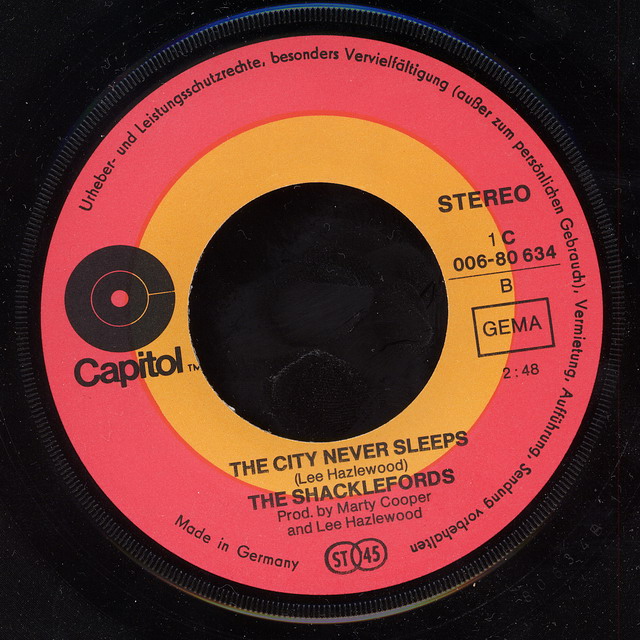 Urheber- und Leistungsschutzrechte, besonders Vervielfältigung (außer zum persönlichen Gebrauch), Vermietung, Aufführung, Sendung vorbehalten
STEREO
1 C
006-80 634
B
GEMA
2:48
Capitol TM
THE CITY NEVER SLEEPS
(Lee Hazlewood)
THE SHACKLEFORDS
Prod. by Marty Cooper
and Lee Hazlewood
Made in Germany
ST 45